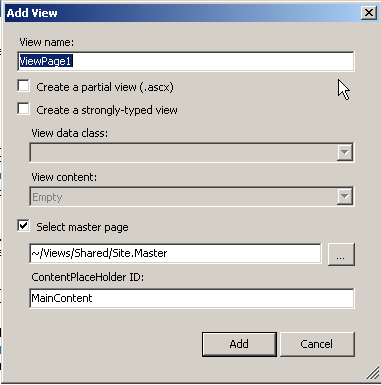 Add View
View name:
ViewPage1
Create a partial view (.ascx)
Create a strongly-typed view
View data class:
View content:
Empty
Select master page
~/Views/Shared/Site.Master
...
ContentPlaceHolder ID:
MainContent
Add Cancel